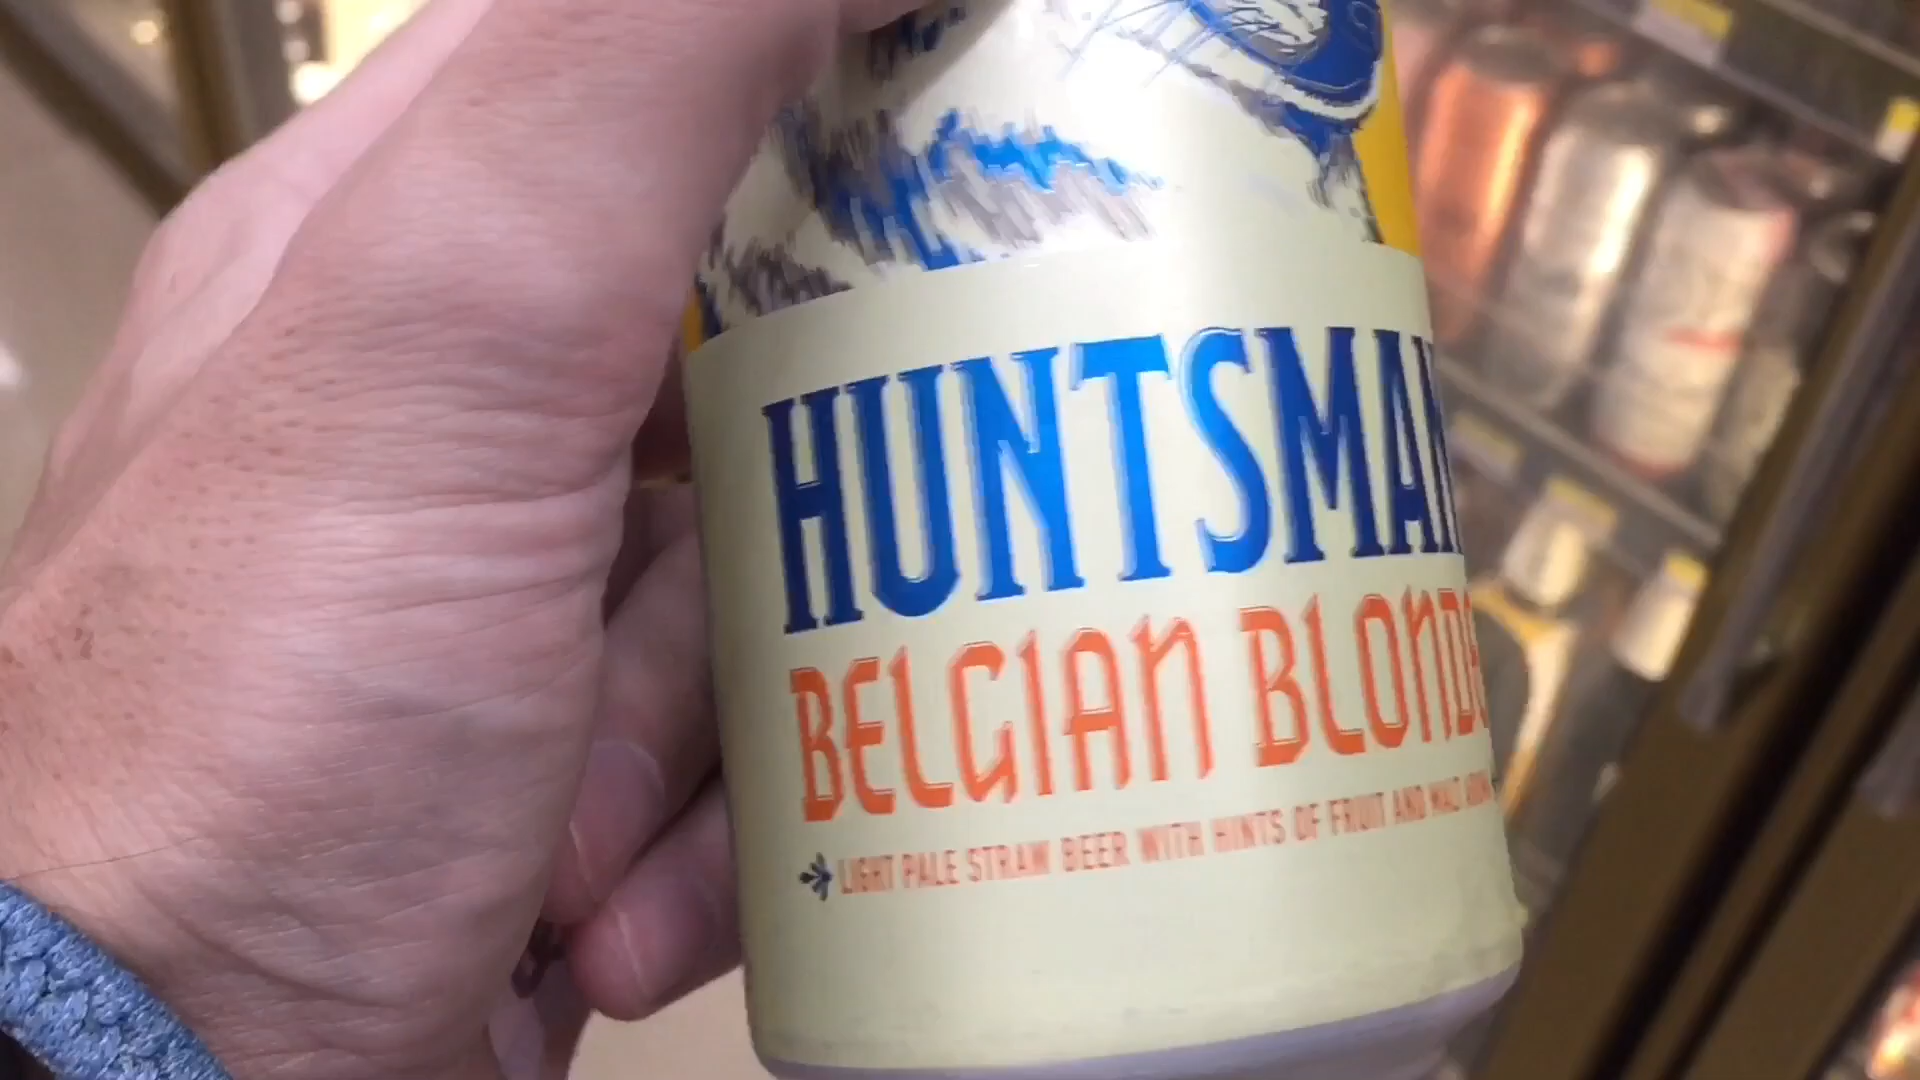 HUNTSMAN
BELGIAN BLONDE
LIGHT PALE STRAW BEER WITH HINTS OF FRUIT AND MALT